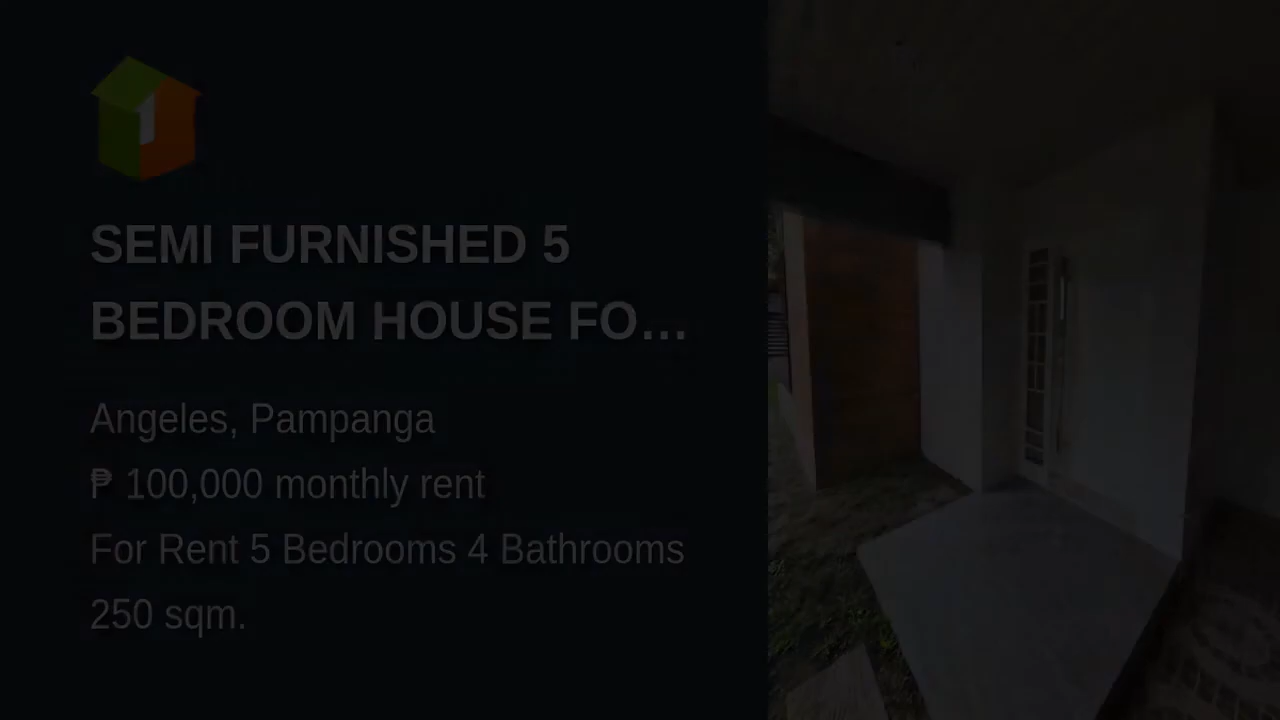 SEMI FURNISHED 5
BEDROOM HOUSE FO...
Angeles, Pampanga
₱ 100,000 monthly rent
For Rent 5 Bedrooms 4 Bathrooms
250 sqm.